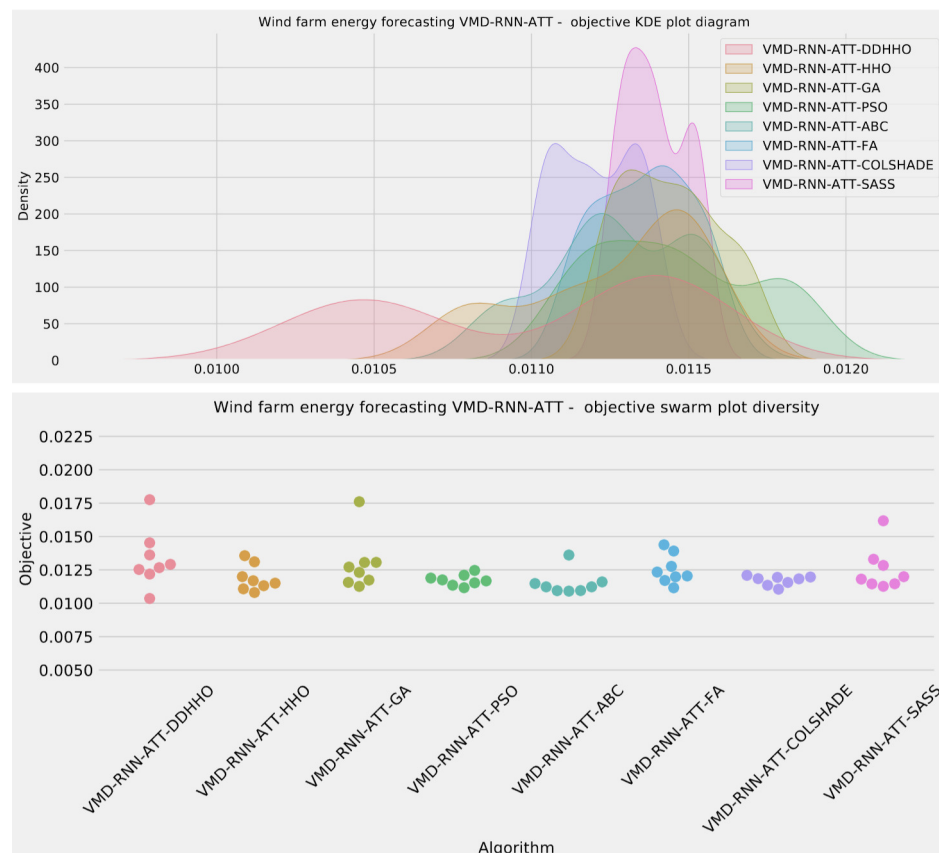 Wind farm energy forecasting VMD-RNN-ATT - objective KDE plot diagram
VMD-RNN-ATT-DDHHO
VMD-RNN-ATT-HHO
VMD-RNN-ATT-GA
VMD-RNN-ATT-PSO
VMD-RNN-ATT-ABC
VMD-RNN-ATT-FA
VMD-RNN-ATT-COLSHADE
VMD-RNN-ATT-SASS
Density
400
350
300
250
200
150
100
50
0
0.0100
0.0105
0.0110
0.0115
0.0120
Wind farm energy forecasting VMD-RNN-ATT - objective swarm plot diversity
Objective
0.0225
0.0200
0.0175
0.0150
0.0125
0.0100
0.0075
0.0050
VMD-RNN-ATT-DDHHO
VMD-RNN-ATT-HHO
VMD-RNN-ATT-GA
VMD-RNN-ATT-PSO
VMD-RNN-ATT-ABC
VMD-RNN-ATT-FA
VMD-RNN-ATT-COLSHADE
VMD-RNN-ATT-SASS
Algorithm